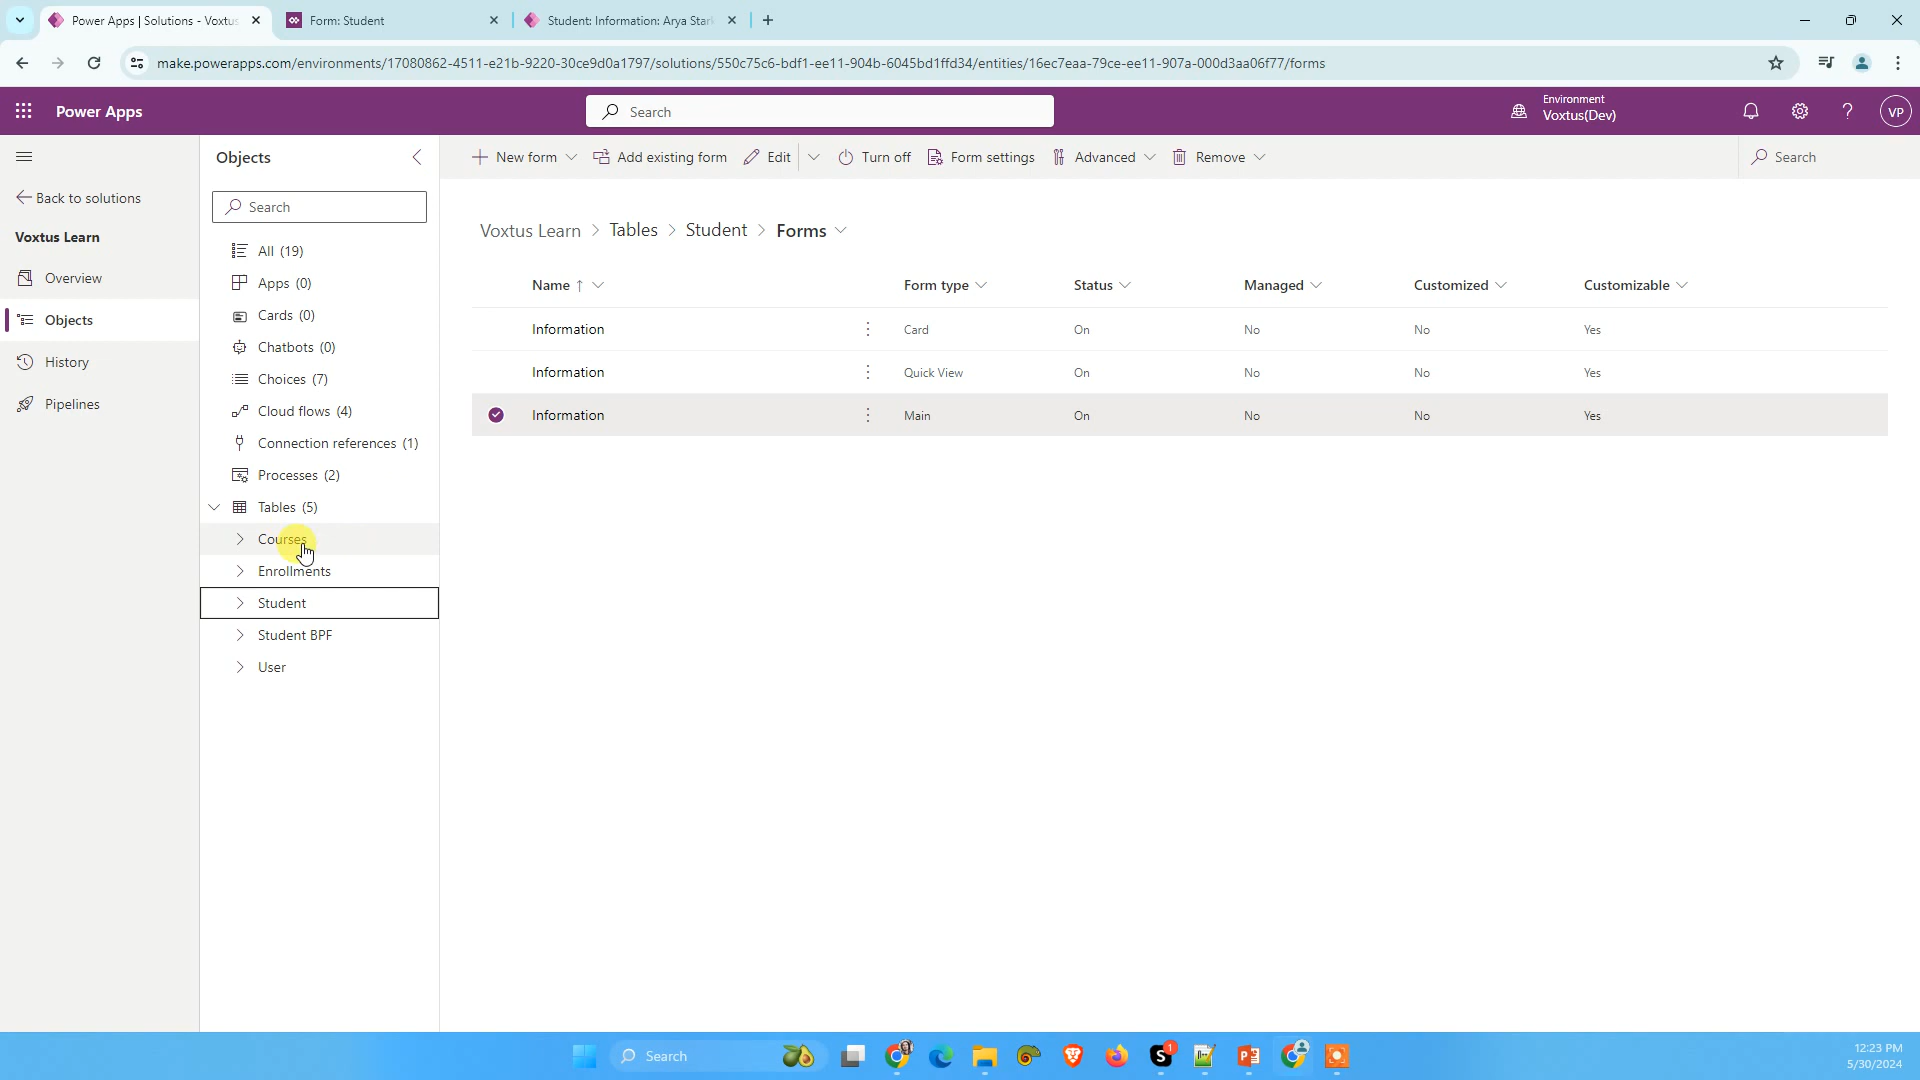 Power Apps | Solutions - Voxtus
Form: Student
Student: Information: Arya Star
make.powerapps.com/environments/17080862-4511-e21b-9220-30ce9d0a1797/solutions/550c75c6-bdf1-ee11-904b-6045bd1ffd34/entities/16ec7eaa-79ce-ee11-907a-000d3aa06f77/forms
Power Apps
Search
Environment
Voxtus(Dev)
VP
Objects
New form
Add existing form
Edit
Turn off
Form settings
Advanced
Remove
Search
Back to solutions
Voxtus Learn
Overview
Objects
History
Pipelines
Search
All (19)
Apps (0)
Cards (0)
Chatbots (0)
Choices (7)
Cloud flows (4)
Connection references (1)
Processes (2)
Tables (5)
Courses
Enrollments
Student
Student BPF
User
Voxtus Learn > Tables > Student > Forms
Name ↑ Form type Status Managed Customized Customizable
Information Card On No No Yes
Information Quick View On No No Yes
Information Main On No No Yes
Search
1
12:23 PM
5/30/2024